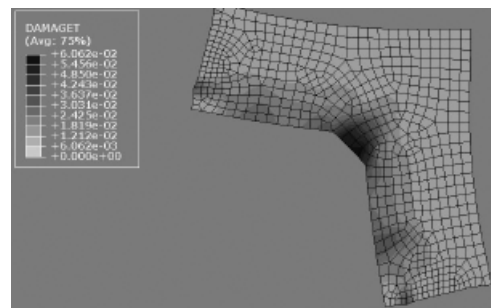 DAMAGET
(Avg: 75%)
+6.062e-02
+5.456e-02
+4.850e-02
+4.243e-02
+3.637e-02
+3.031e-02
+2.425e-02
+1.819e-02
+1.212e-02
+6.062e-03
+0.000e+00